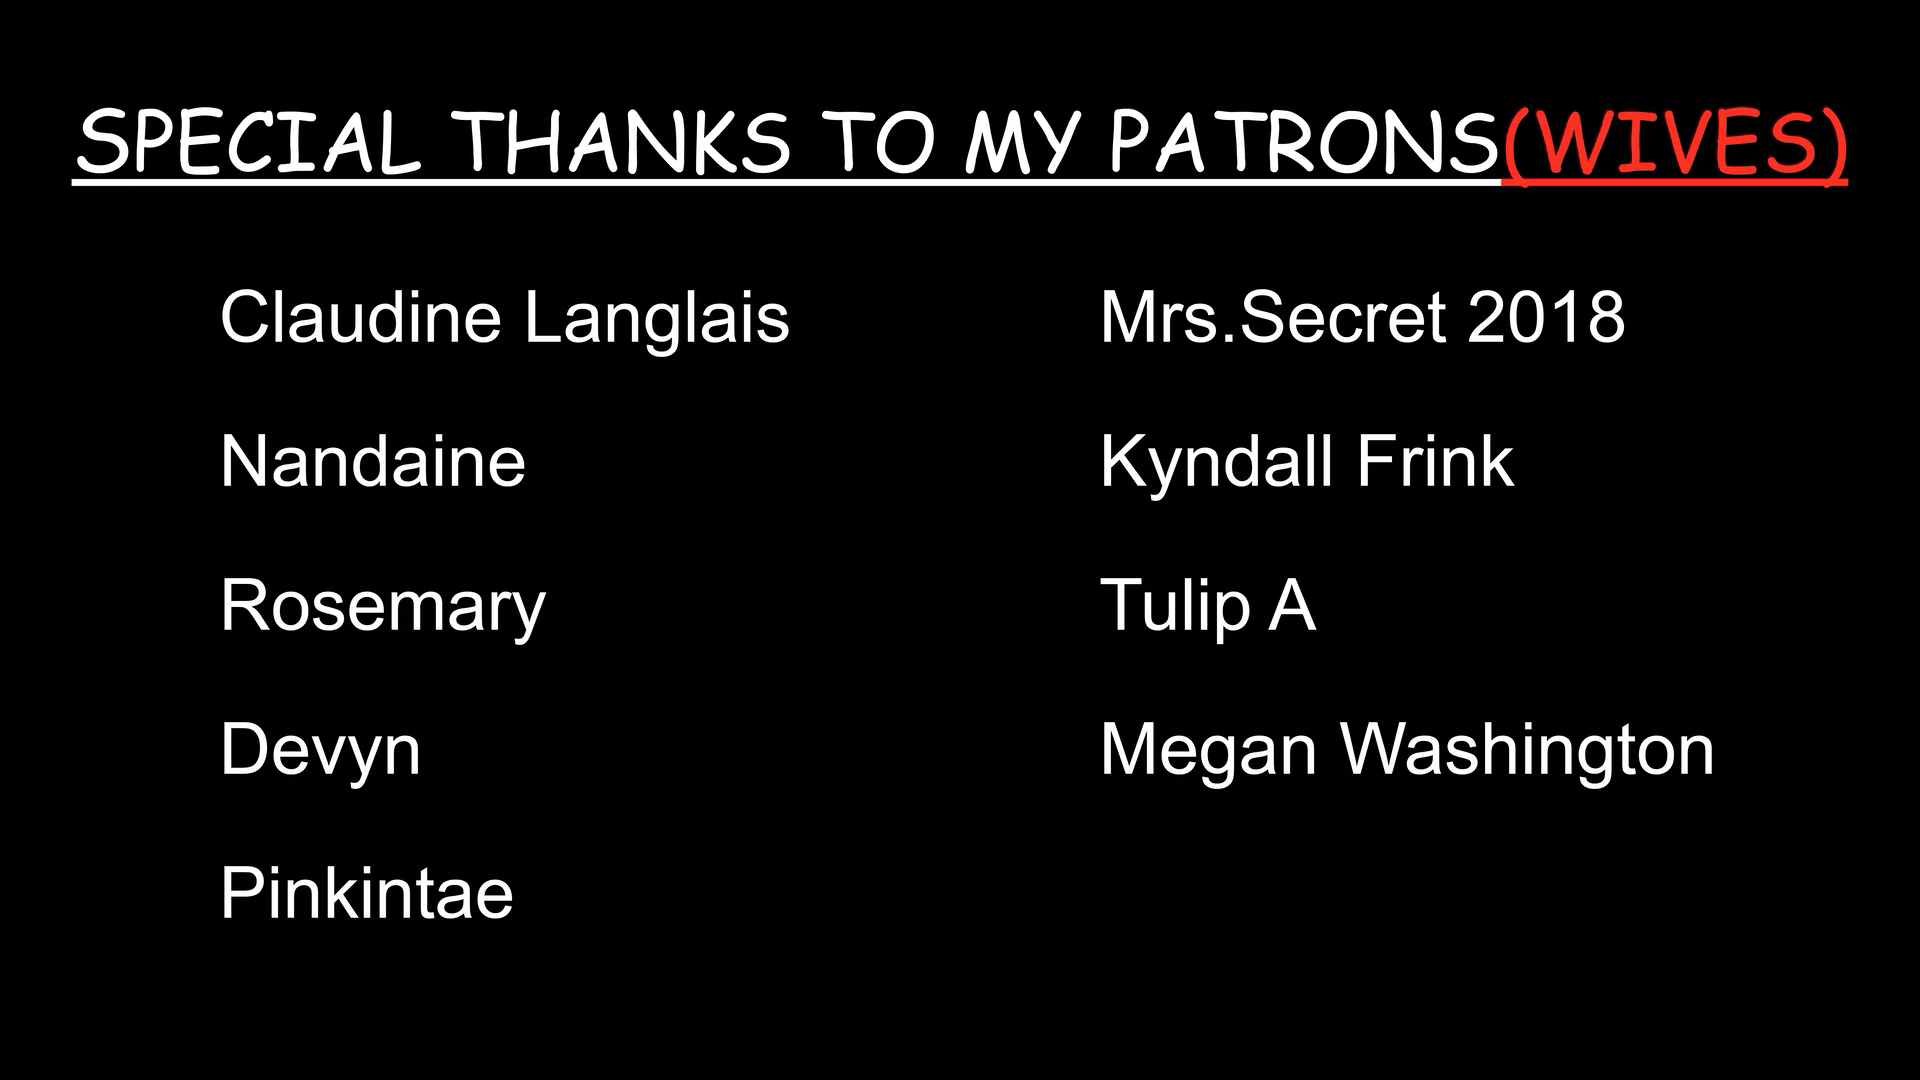 SPECIAL THANKS TO MY PATRONS(WIVES)
Claudine Langlais
Nandaine
Rosemary
Devyn
Pinkintae
Mrs.Secret 2018
Kyndall Frink
Tulip A
Megan Washington